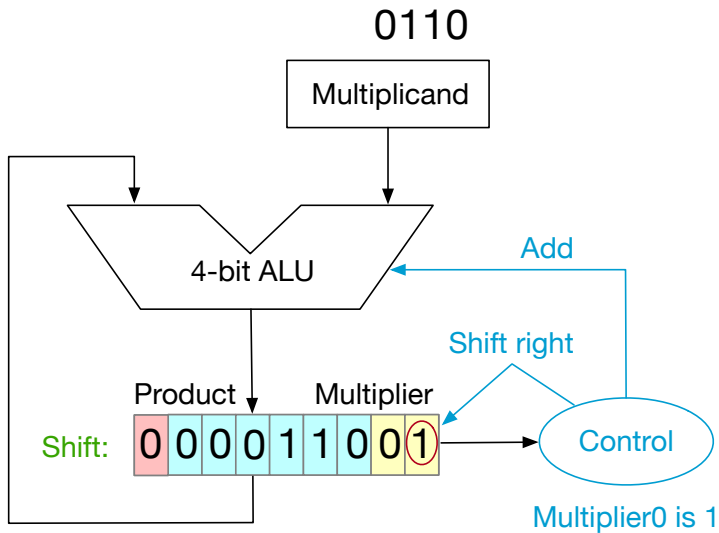 0110
Multiplicand
4-bit ALU
Add
Shift right
Product Multiplier
Shift: 0 0 0 0 1 1 0 0 1
Control
Multiplier0 is 1